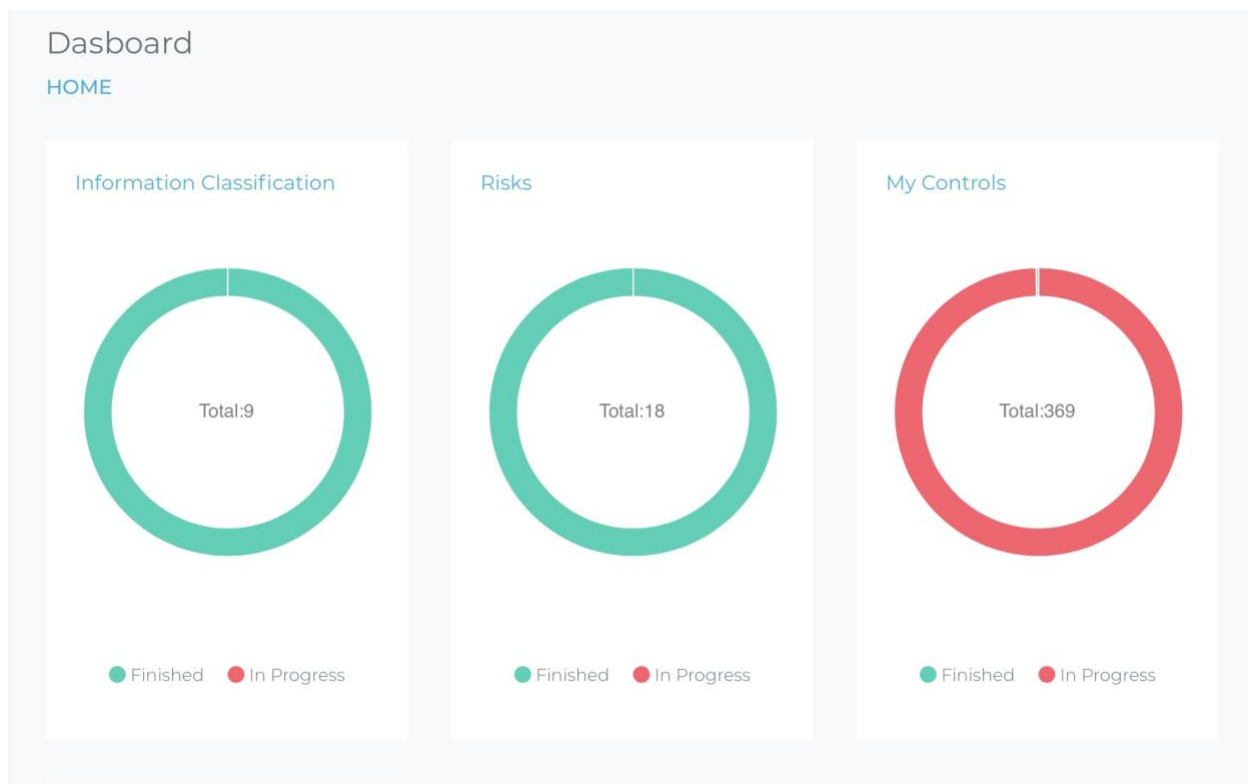 Dasboard
HOME
Information Classification
Risks
My Controls
Total:9
Total:18
Total:369
Finished In Progress
Finished In Progress
Finished In Progress